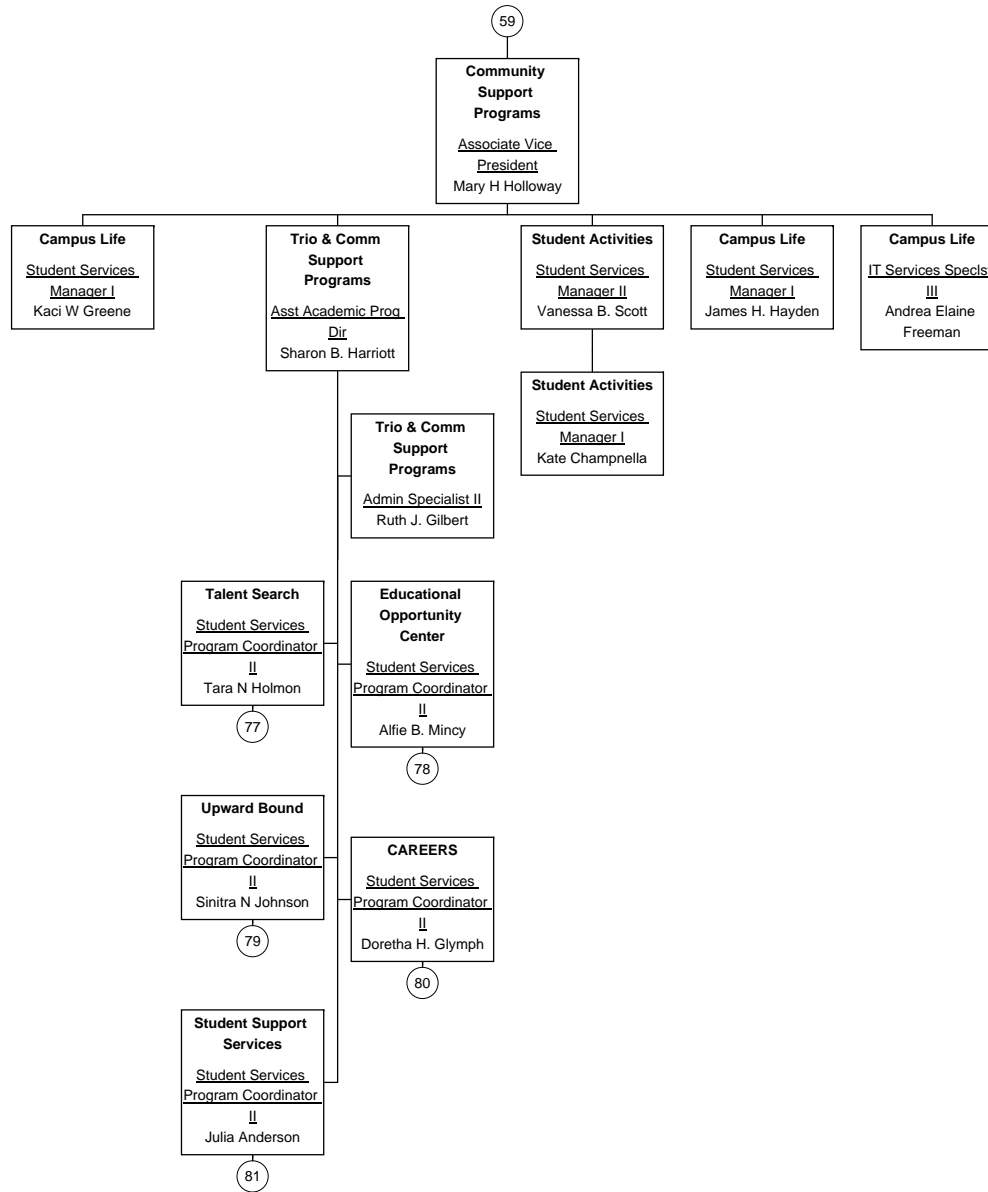 59
Community
Support
Programs
Associate Vice
President
Mary H Holloway
Campus Life
Student Services
Manager I
Kaci W Greene
Trio & Comm
Support
Programs
Asst Academic Prog
Dir
Sharon B. Harriott
Student Activities
Student Services
Manager II
Vanessa B. Scott
Campus Life
Student Services
Manager I
James H. Hayden
Campus Life
IT Services Speclst
III
Andrea Elaine
Freeman
Student Activities
Student Services
Manager I
Kate Champnella
Trio & Comm
Support
Programs
Admin Specialist II
Ruth J. Gilbert
Talent Search
Student Services
Program Coordinator
II
Tara N Holmon
77
Educational
Opportunity
Center
Student Services
Program Coordinator
II
Alfie B. Mincy
78
Upward Bound
Student Services
Program Coordinator
II
Sinitra N Johnson
79
CAREERS
Student Services
Program Coordinator
II
Doretha H. Glymph
80
Student Support
Services
Student Services
Program Coordinator
II
Julia Anderson
81